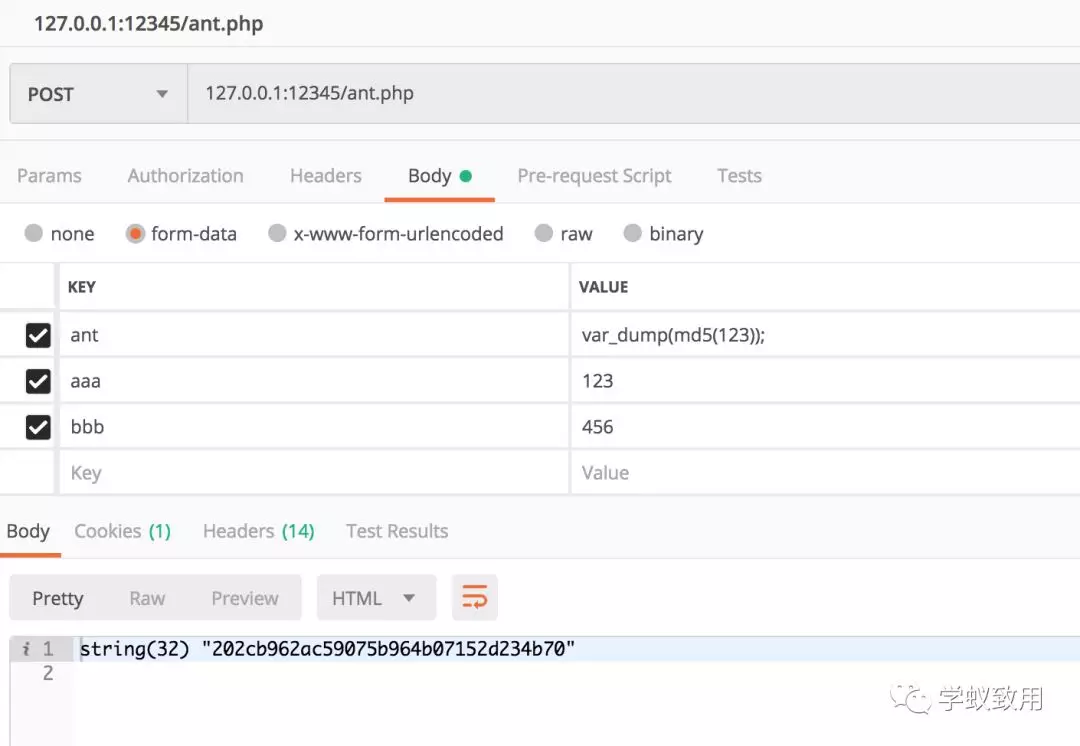 127.0.0.1:12345/ant.php
POST 127.0.0.1:12345/ant.php
Params Authorization Headers Body Pre-request Script Tests
none form-data x-www-form-urlencoded raw binary
KEY VALUE
ant var_dump(md5(123));
aaa 123
bbb 456
Key Value
Body Cookies (1) Headers (14) Test Results
Pretty Raw Preview HTML
i 1 string(32) "202cb962ac59075b964b07152d234b70"
2
学蚁致用